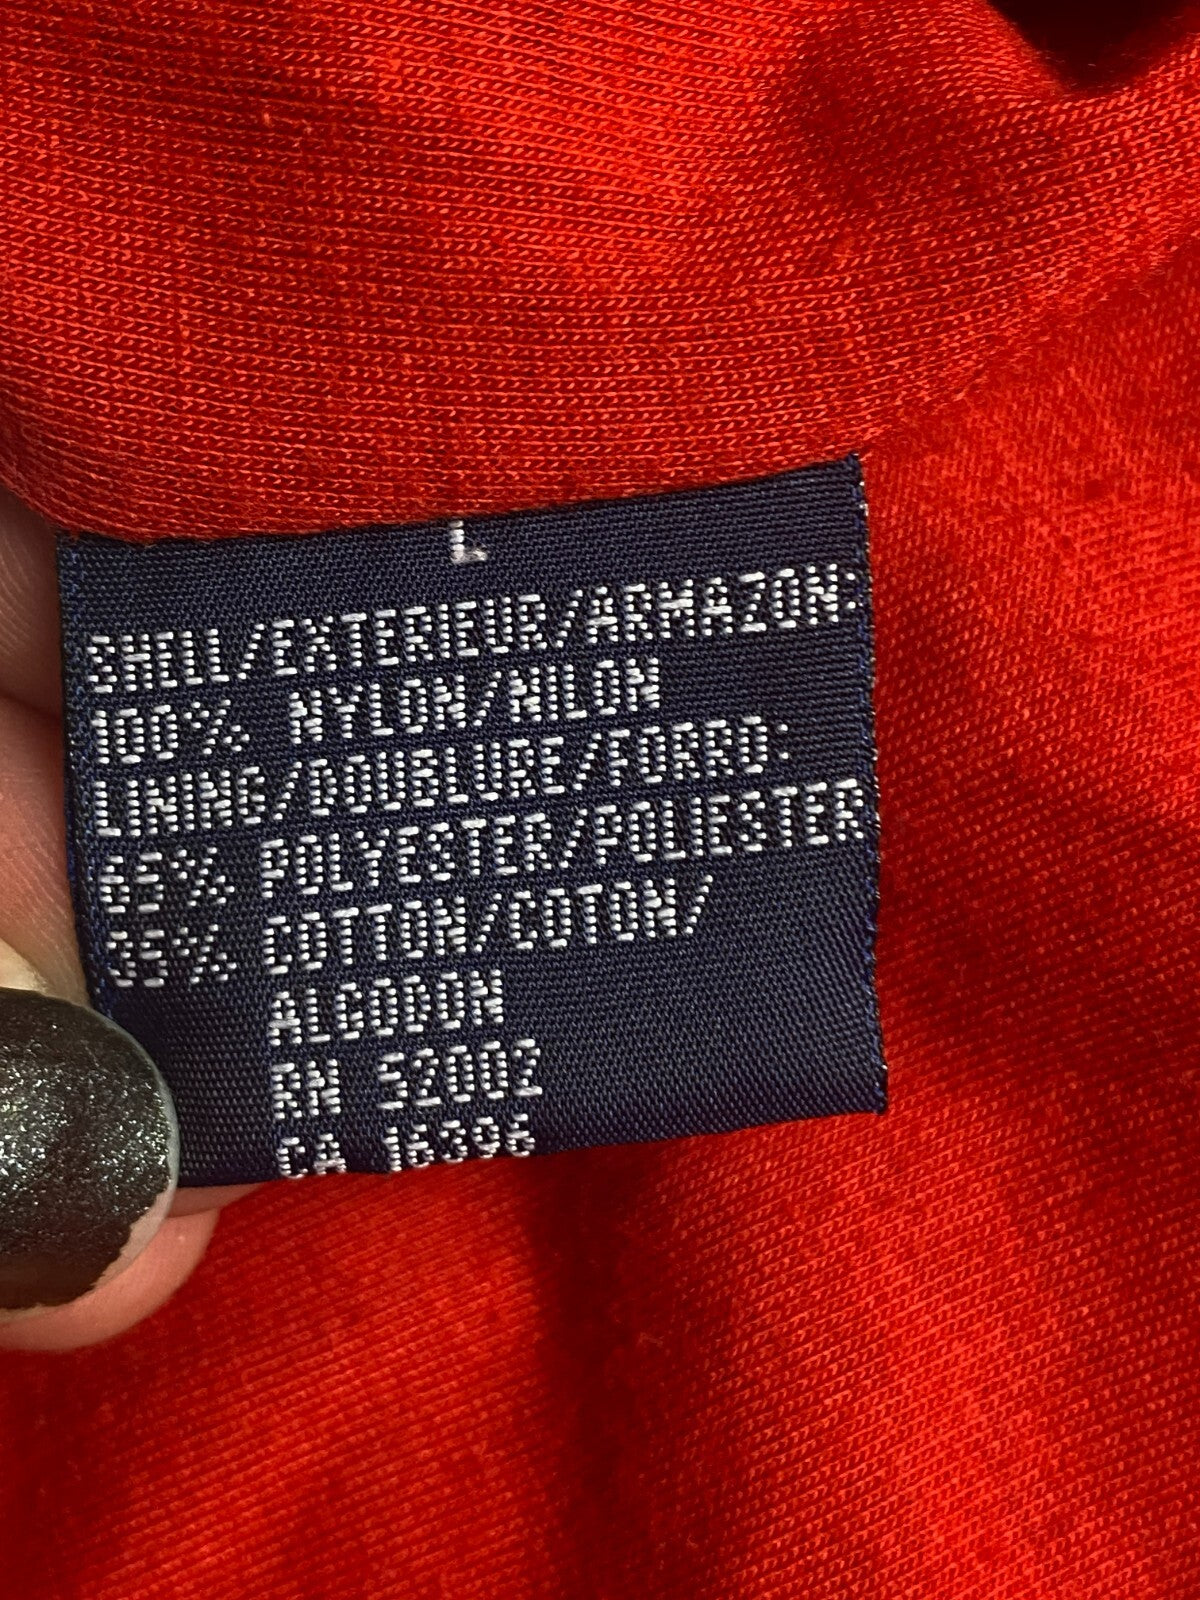 L
SHELL/EXTERIEUR/ARMAZON:
100% NYLON/NILON
LINING/DOUBLURE/FORRO:
65% POLYESTER/POLIESTER
COTTON/COTON/
ALGODON
RN 52002
CA 16396